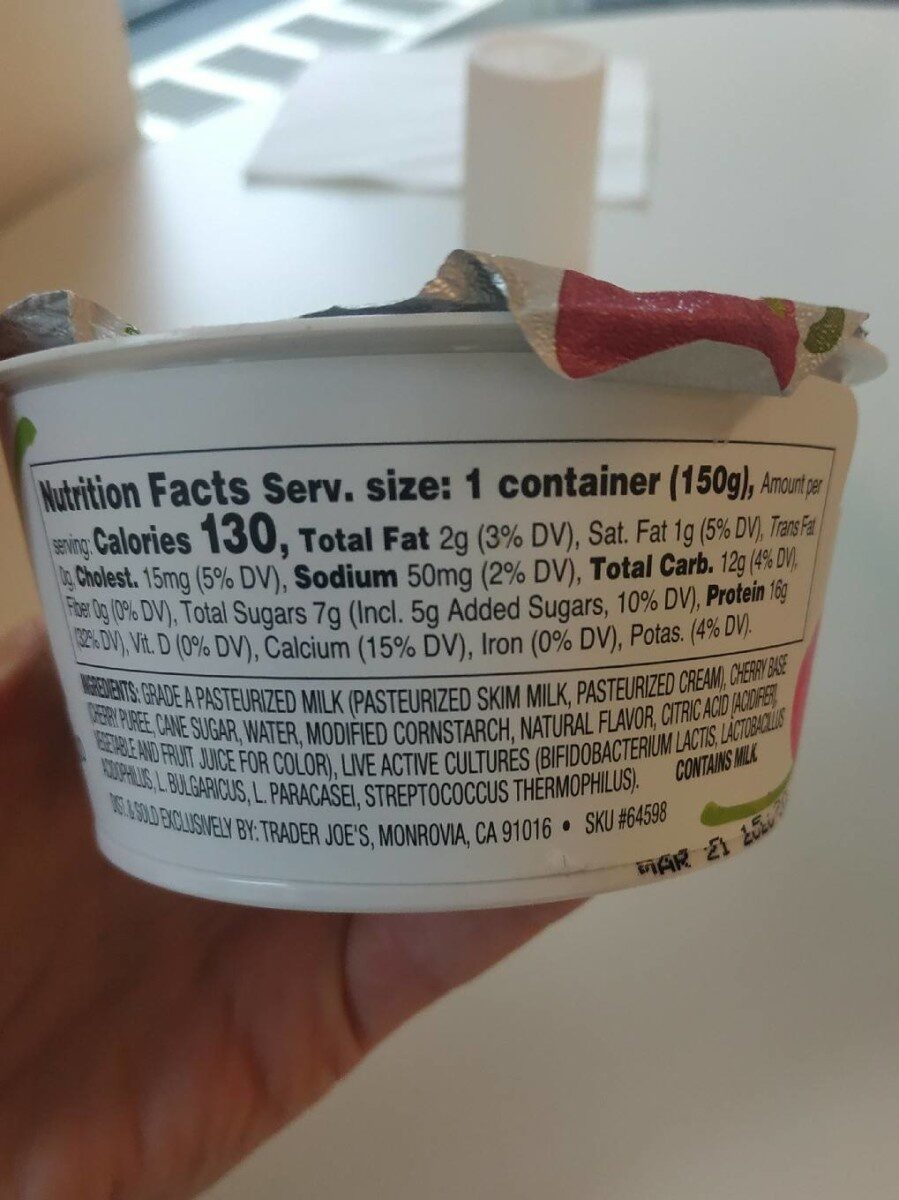 Nutrition Facts Serv. size: 1 container (150g), Amount per
serving: Calories 130, Total Fat 2g (3% DV), Sat. Fat 1g (5% DV), Trans Fat
0g, Cholest. 15mg (5% DV), Sodium 50mg (2% DV), Total Carb. 12g (4% DV),
Fiber 0g (0% DV), Total Sugars 7g (Incl. 5g Added Sugars, 10% DV), Protein 16g
(32% DV), Vit. D (0% DV), Calcium (15% DV), Iron (0% DV), Potas. (4% DV).
INGREDIENTS: GRADE A PASTEURIZED MILK (PASTEURIZED SKIM MILK, PASTEURIZED CREAM), CHERRY BASE
(CHERRY PUREE, CANE SUGAR, WATER, MODIFIED CORNSTARCH, NATURAL FLAVOR, CITRIC ACID [ACIDIFIER],
VEGETABLE AND FRUIT JUICE FOR COLOR), LIVE ACTIVE CULTURES (BIFIDOBACTERIUM LACTIS, LACTOBACILLUS
ACIDOPHILUS, L. BULGARICUS, L. PARACASEI, STREPTOCOCCUS THERMOPHILUS). CONTAINS MILK.
DIST. & SOLD EXCLUSIVELY BY: TRADER JOE'S, MONROVIA, CA 91016 • SKU #64598
MAR 21